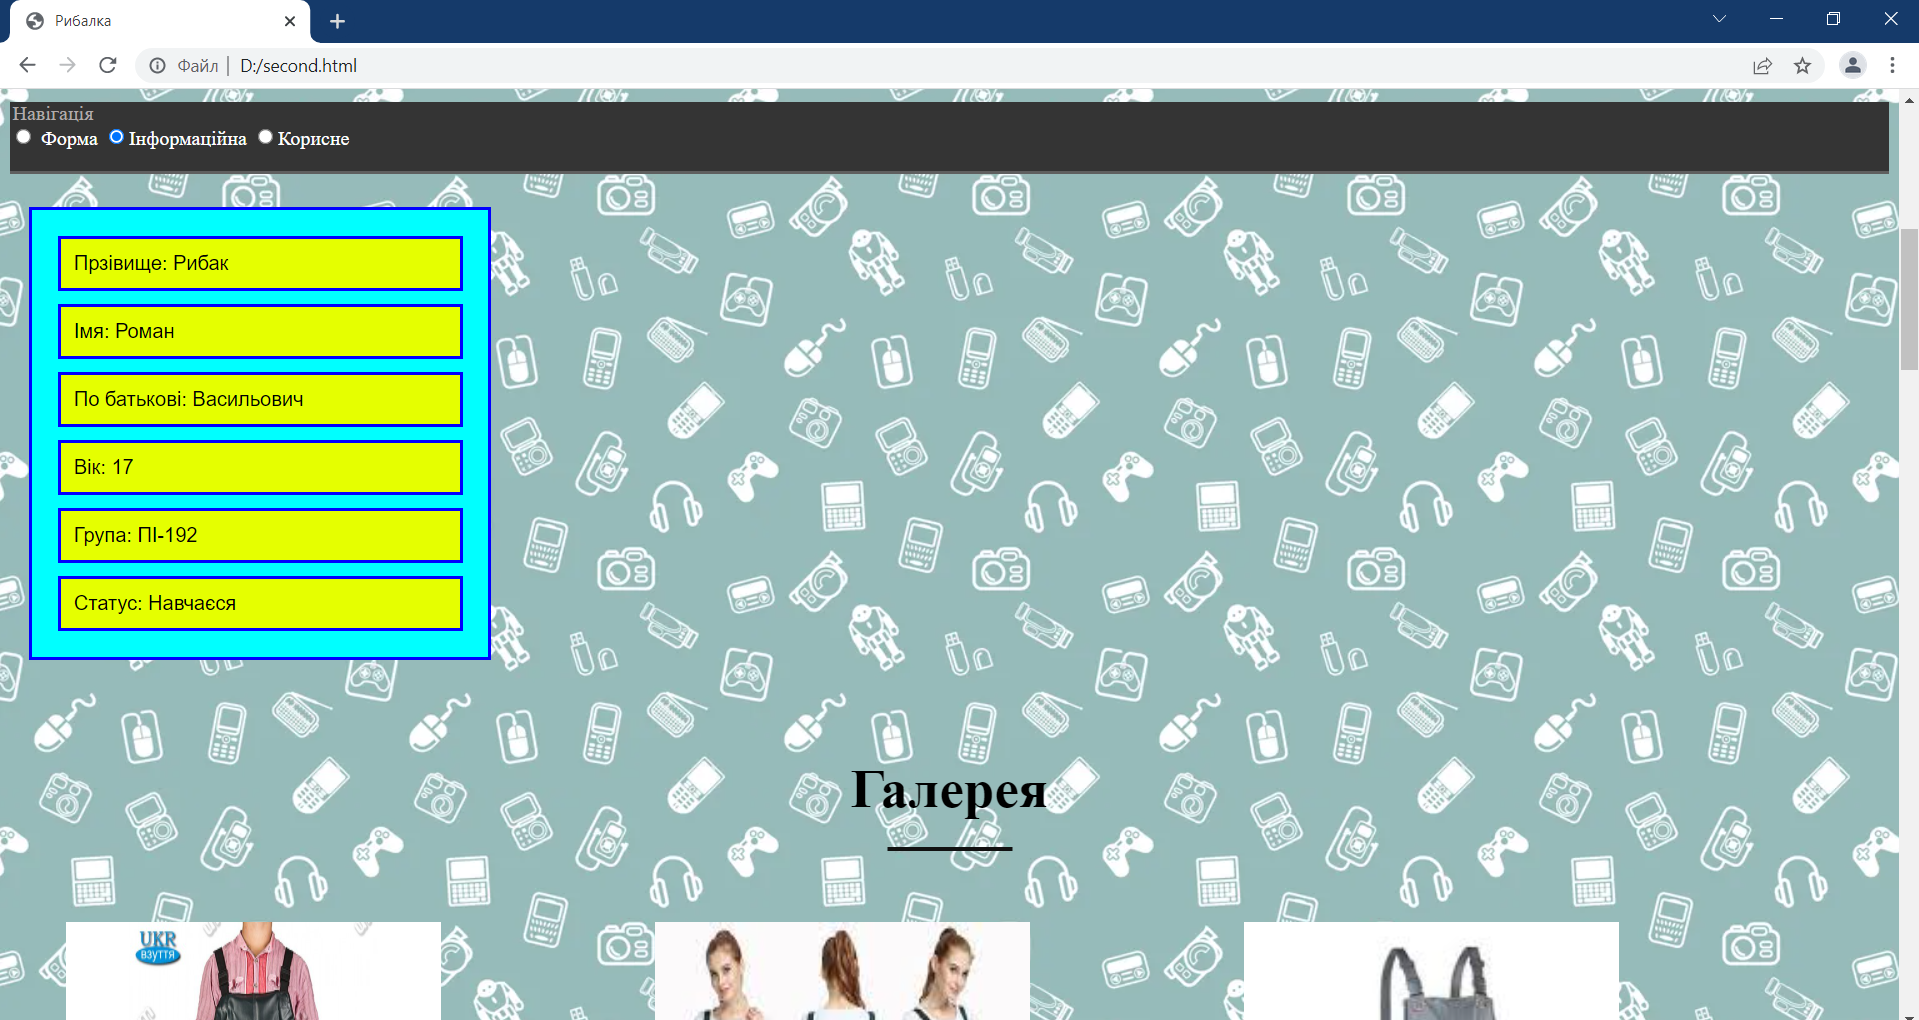 Рибалка
Файл | D:/second.html
Навігація
Форма Інформаційна Корисне
Прзівище: Рибак
Імя: Роман
По батькові: Васильович
Вік: 17
Група: ПІ-192
Статус: Навчаєся
Галерея
UKR
ВЗУТТЯ